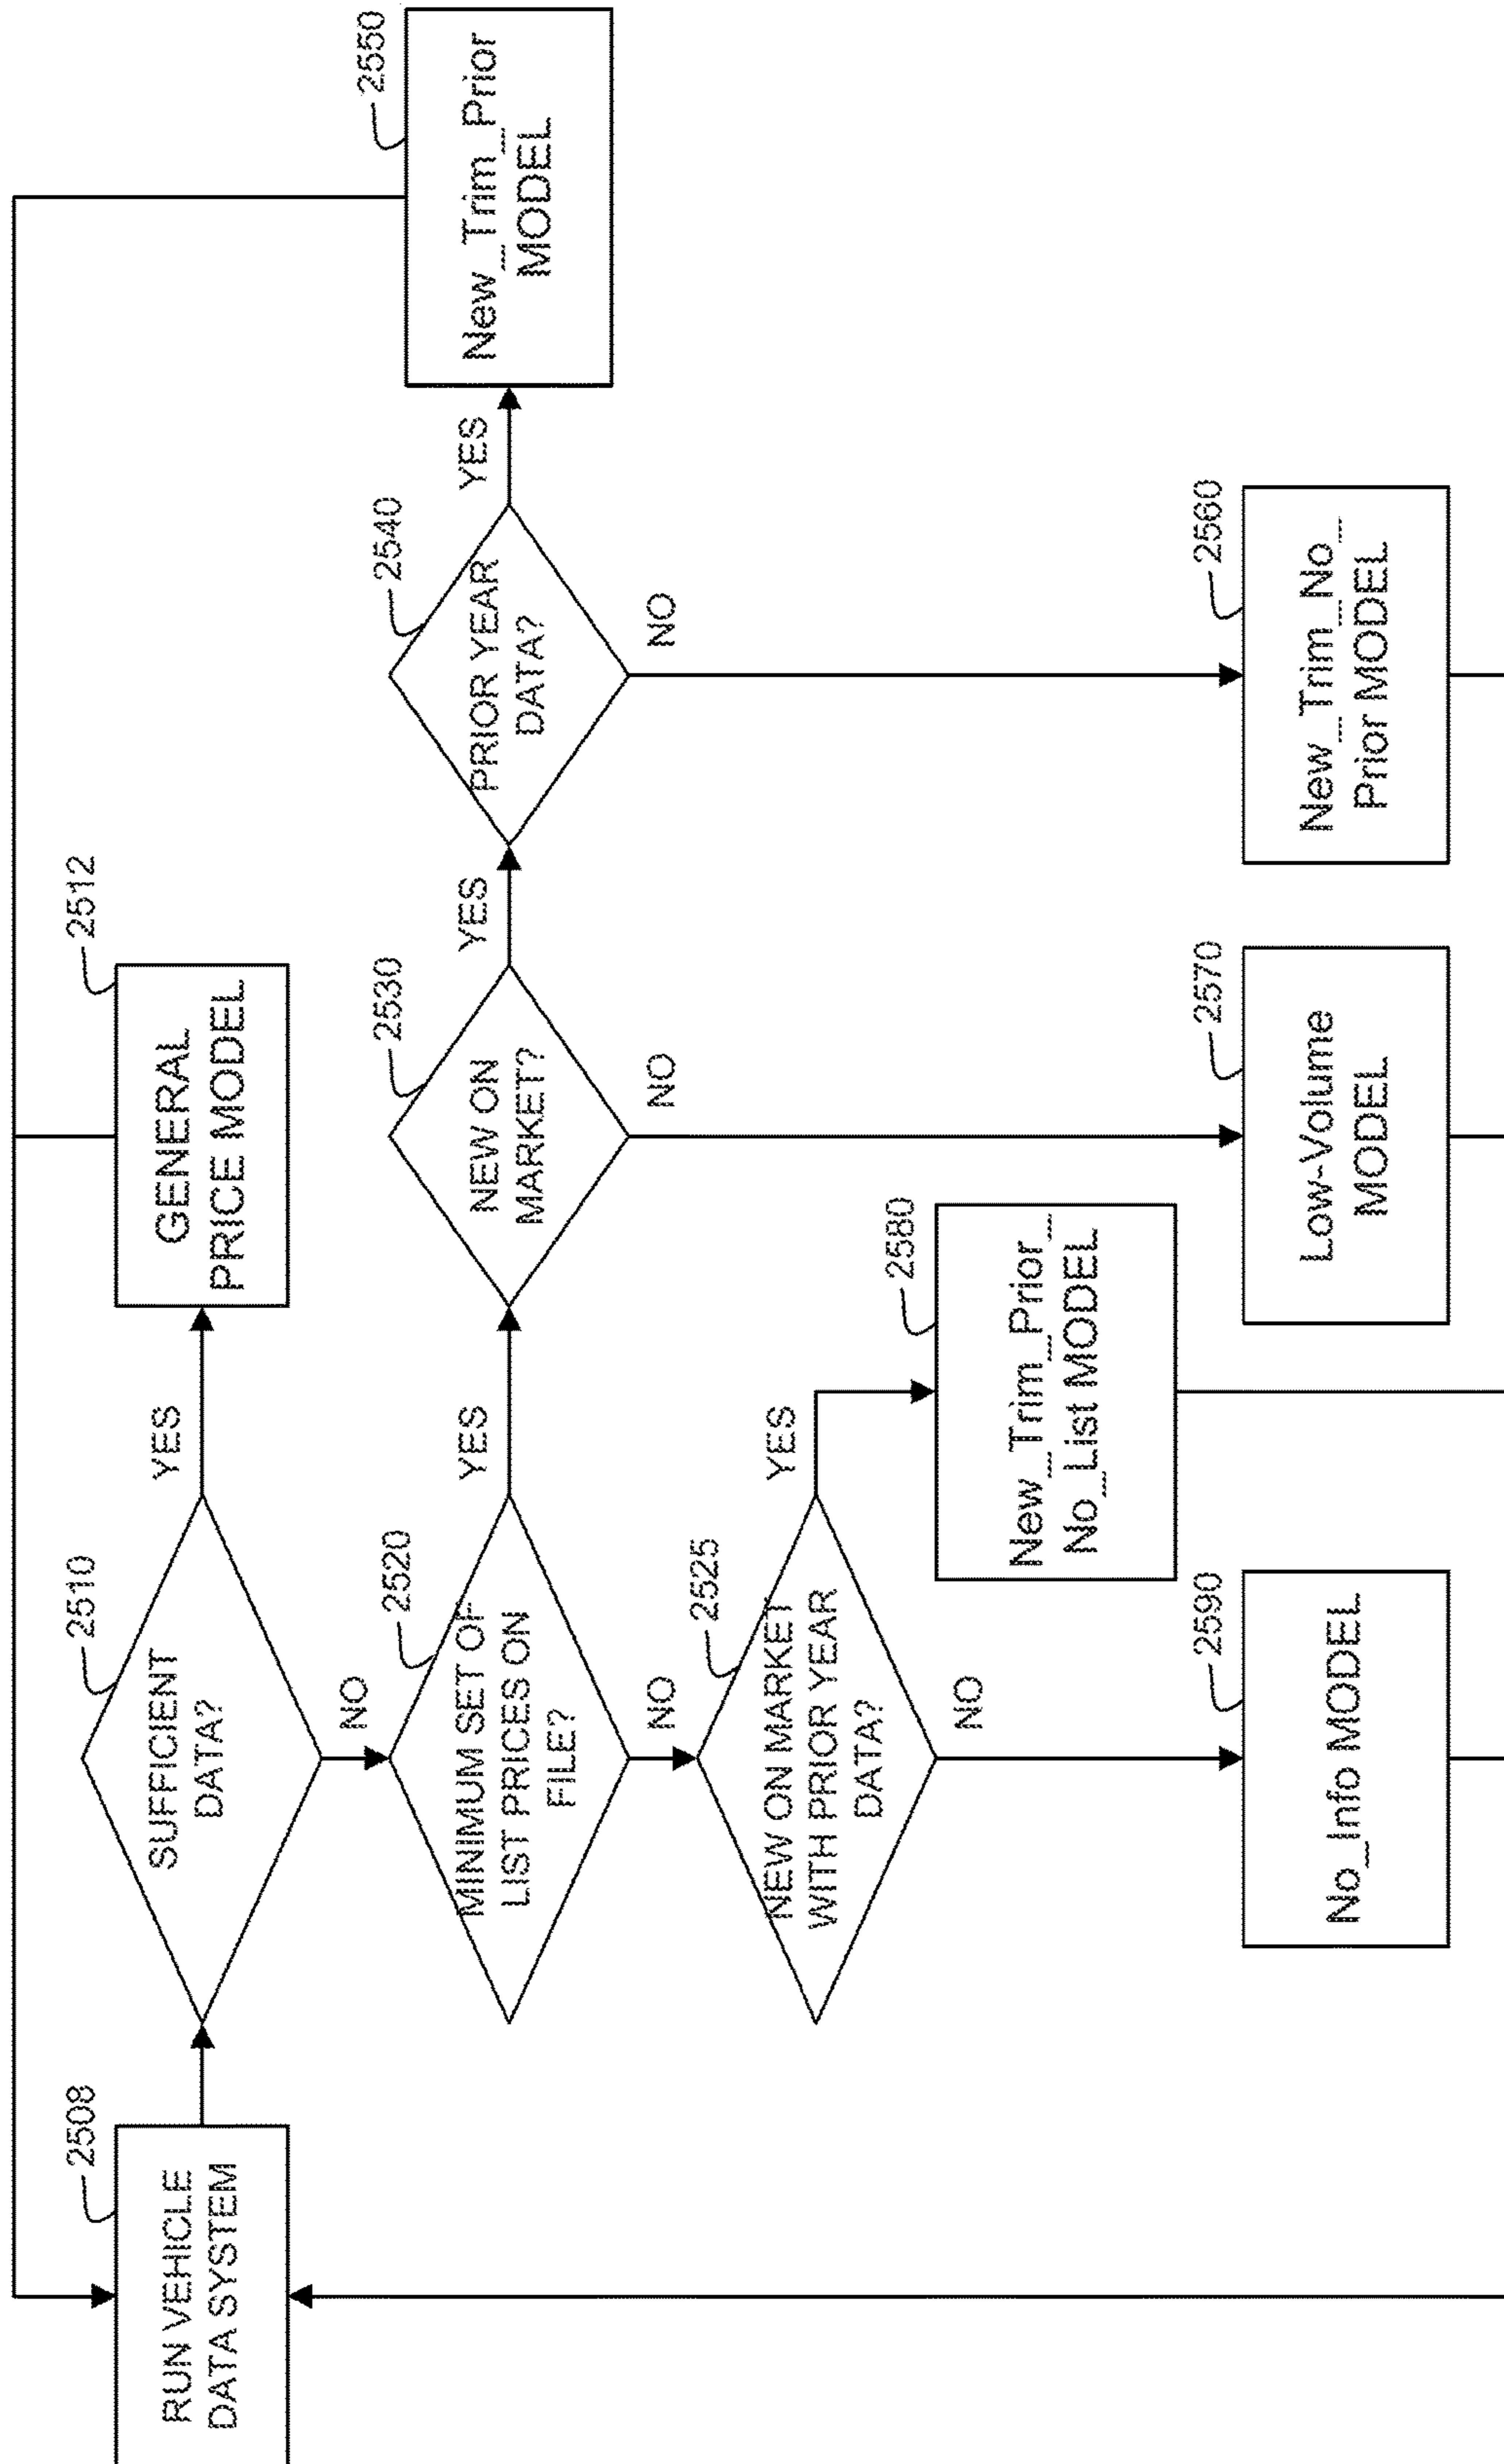 2508
RUN VEHICLE
DATA SYSTEM
2510
SUFFICIENT
DATA?
YES
2512
GENERAL
PRICE MODEL
NO
2520
MINIMUM SET OF
LIST PRICES ON
FILE?
YES
2530
NEW ON
MARKET?
YES
2540
PRIOR YEAR
DATA?
YES
2550
New_Trim_Prior
MODEL
NO
2525
NEW ON MARKET
WITH PRIOR YEAR
DATA?
YES
2580
New_Trim_Prior_
No_List MODEL
NO
NO
NO
2590
No_Info MODEL
2570
Low-Volume
MODEL
2560
New_Trim_No_
Prior MODEL